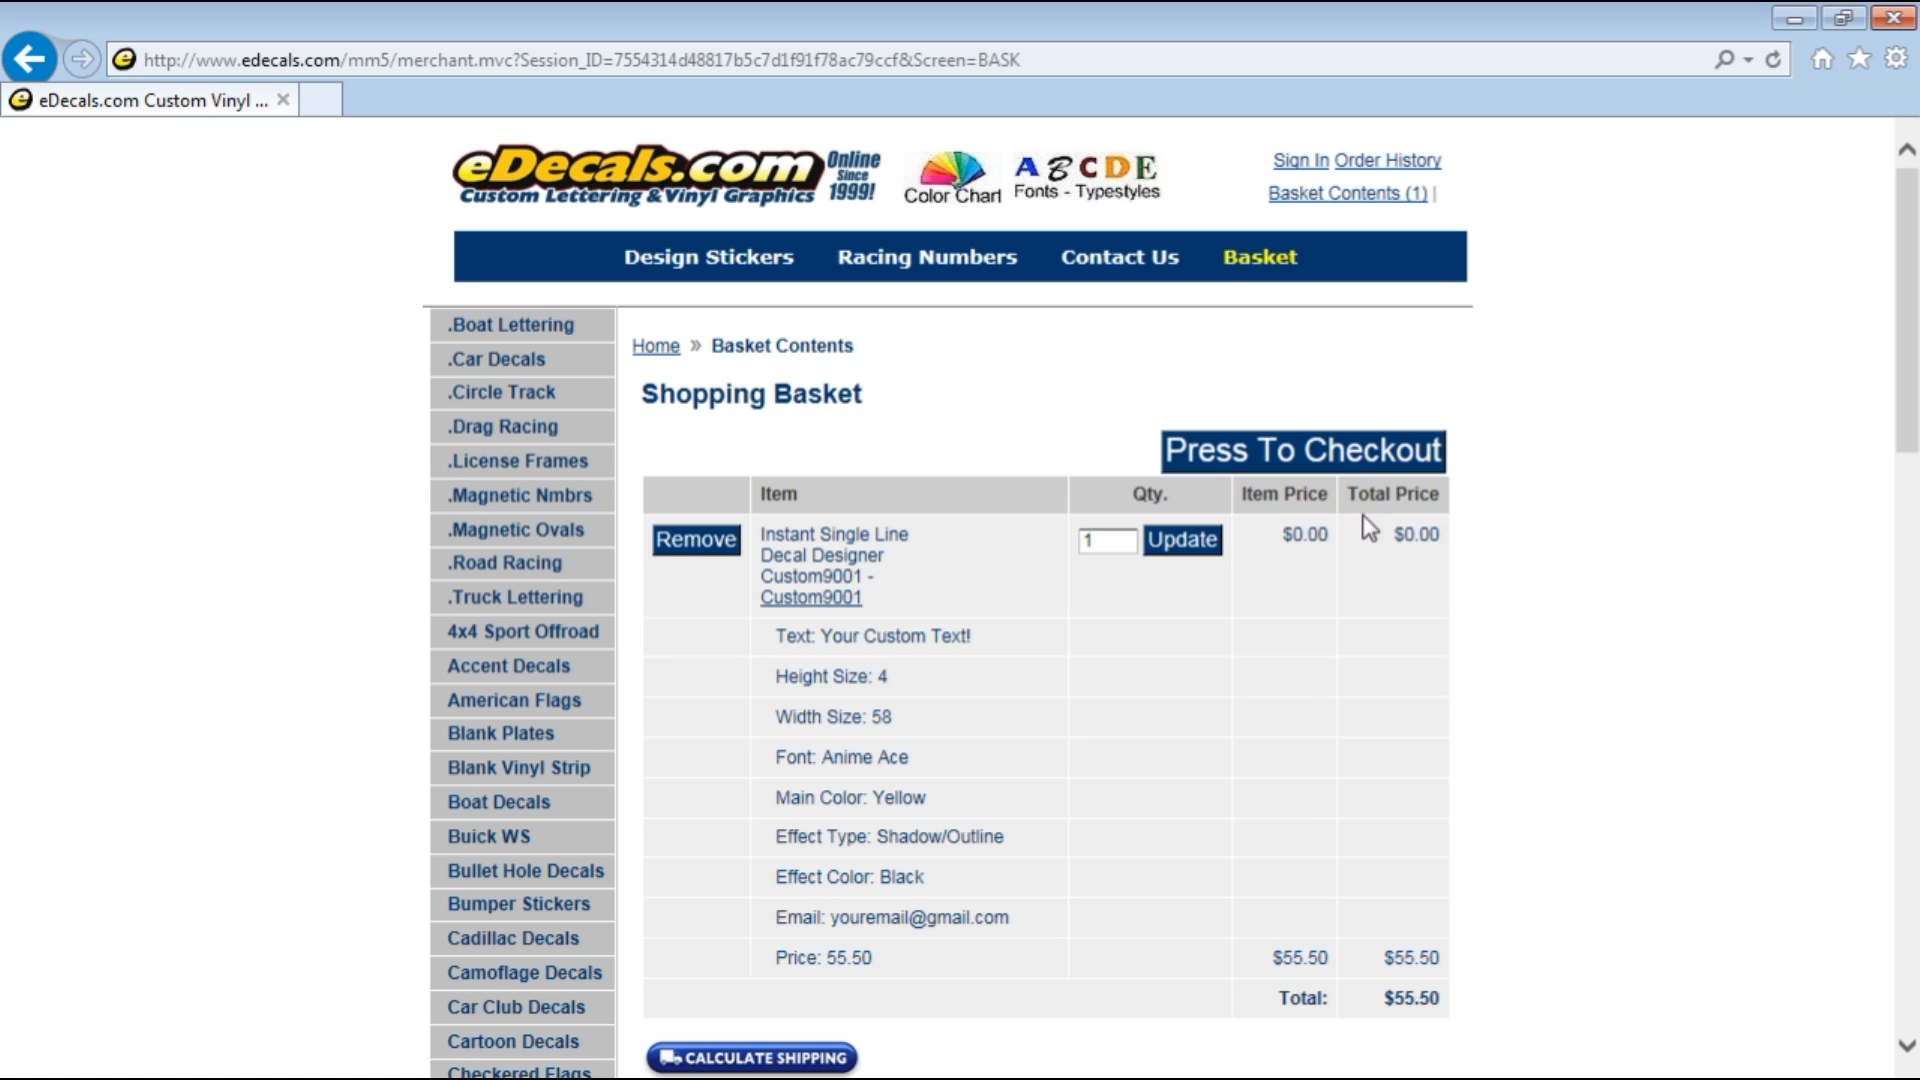 http://www.edecals.com/mm5/merchant.mvc?Session_ID=7554314d48817b5c7d1f91f78ac79ccf&Screen=BASK
eDecals.com Custom Vinyl ...
eDecals.com
Custom Lettering & Vinyl Graphics
Online
Since
1999!
Color Chart
A B C D E
Fonts - Typestyles
Sign In Order History
Basket Contents (1) |
Design Stickers Racing Numbers Contact Us Basket
.Boat Lettering
.Car Decals
.Circle Track
.Drag Racing
.License Frames
.Magnetic Nmbrs
.Magnetic Ovals
.Road Racing
.Truck Lettering
4x4 Sport Offroad
Accent Decals
American Flags
Blank Plates
Blank Vinyl Strip
Boat Decals
Buick WS
Bullet Hole Decals
Bumper Stickers
Cadillac Decals
Camoflage Decals
Car Club Decals
Cartoon Decals
Checkered Flags
Home » Basket Contents
Shopping Basket
Press To Checkout
Item Qty. Item Price Total Price
Remove Instant Single Line 1 Update $0.00 $0.00
Decal Designer
Custom9001 -
Custom9001
Text: Your Custom Text!
Height Size: 4
Width Size: 58
Font: Anime Ace
Main Color: Yellow
Effect Type: Shadow/Outline
Effect Color: Black
Email: youremail@gmail.com
Price: 55.50 $55.50 $55.50
Total: $55.50
CALCULATE SHIPPING